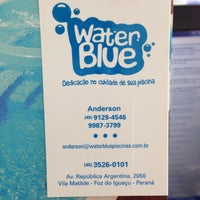 Water
Blue
Dedicação no cuidado de sua piscina
Anderson
(45) 9129-4546
9987-3799
anderson@waterbluepiscinas.com.br
(45) 3526-0101
Av. República Argentina, 2050
Vila Matilde - Foz do Iguaçu - Paraná